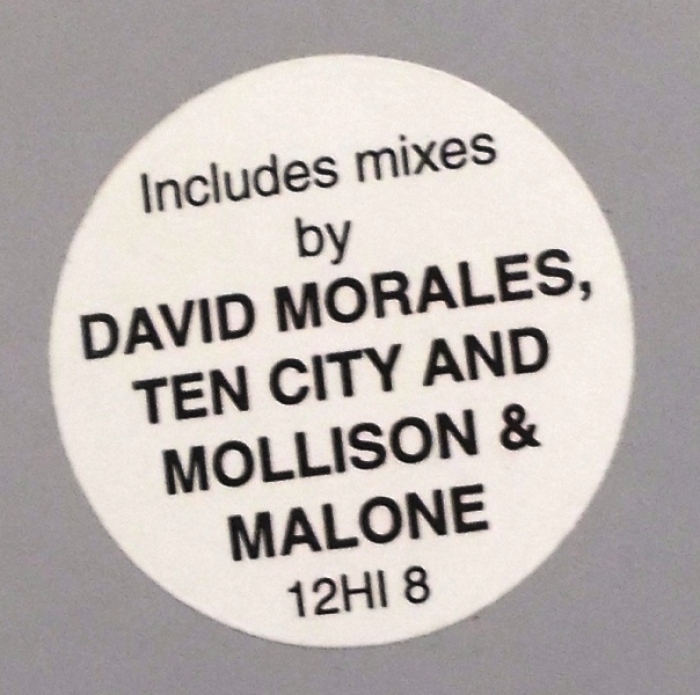 Includes mixes
by
DAVID MORALES,
TEN CITY AND
MOLLISON &
MALONE
12HI 8